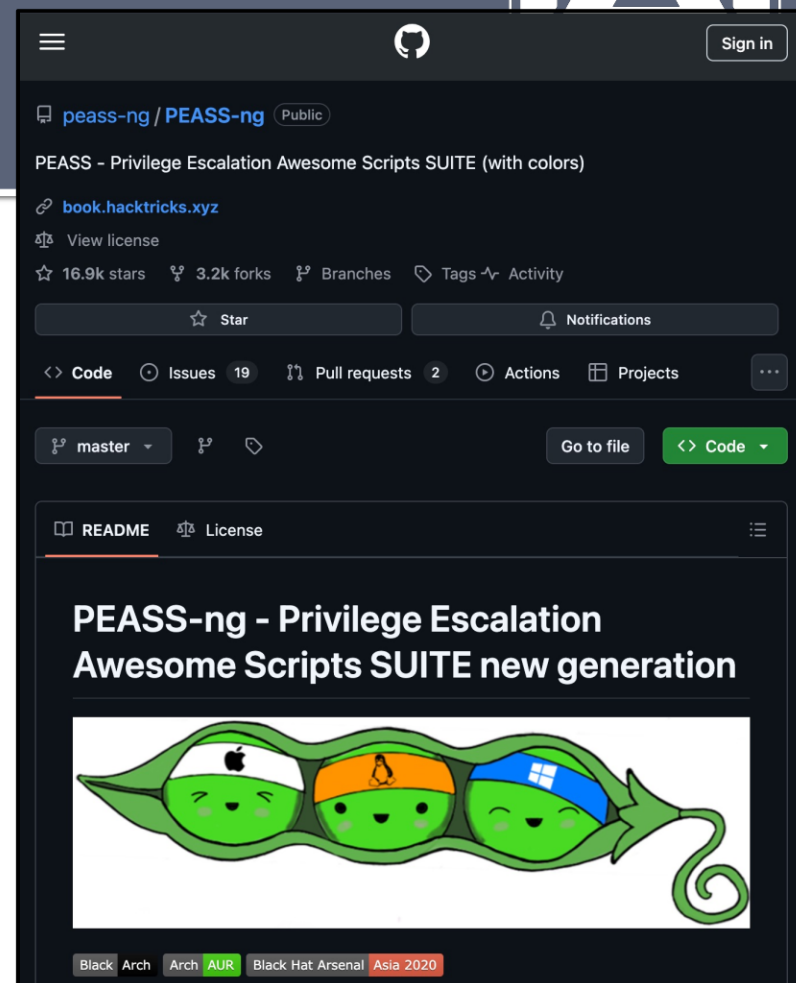 Sign in
peass-ng / PEASS-ng Public
PEASS - Privilege Escalation Awesome Scripts SUITE (with colors)
book.hacktricks.xyz
View license
16.9k stars 3.2k forks Branches Tags Activity
Star Notifications
<> Code Issues 19 Pull requests 2 Actions Projects ...
master Go to file <> Code
README License
PEASS-ng - Privilege Escalation
Awesome Scripts SUITE new generation
Black Arch Arch AUR Black Hat Arsenal Asia 2020